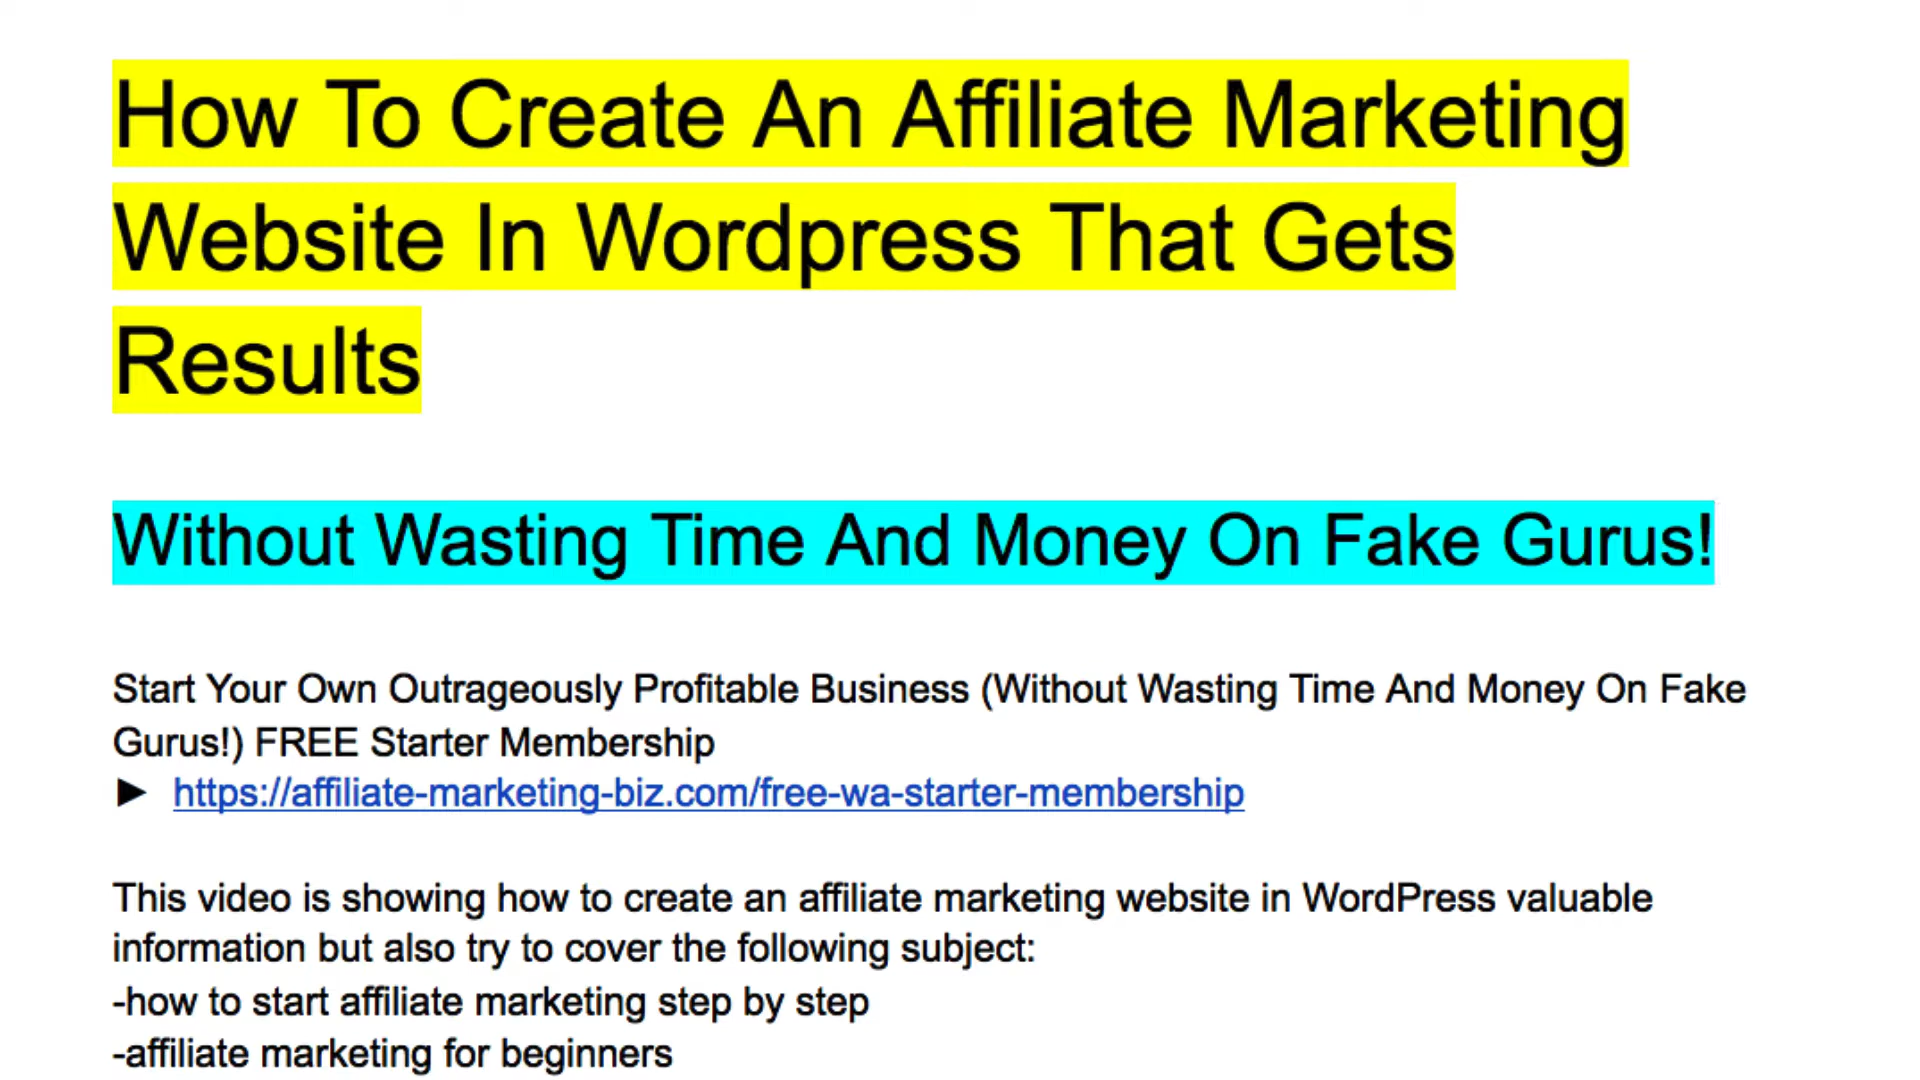 How To Create An Affiliate Marketing
Website In Wordpress That Gets
Results
Without Wasting Time And Money On Fake Gurus!
Start Your Own Outrageously Profitable Business (Without Wasting Time And Money On Fake
Gurus!) FREE Starter Membership
► https://affiliate-marketing-biz.com/free-wa-starter-membership
This video is showing how to create an affiliate marketing website in WordPress valuable
information but also try to cover the following subject:
-how to start affiliate marketing step by step
-affiliate marketing for beginners